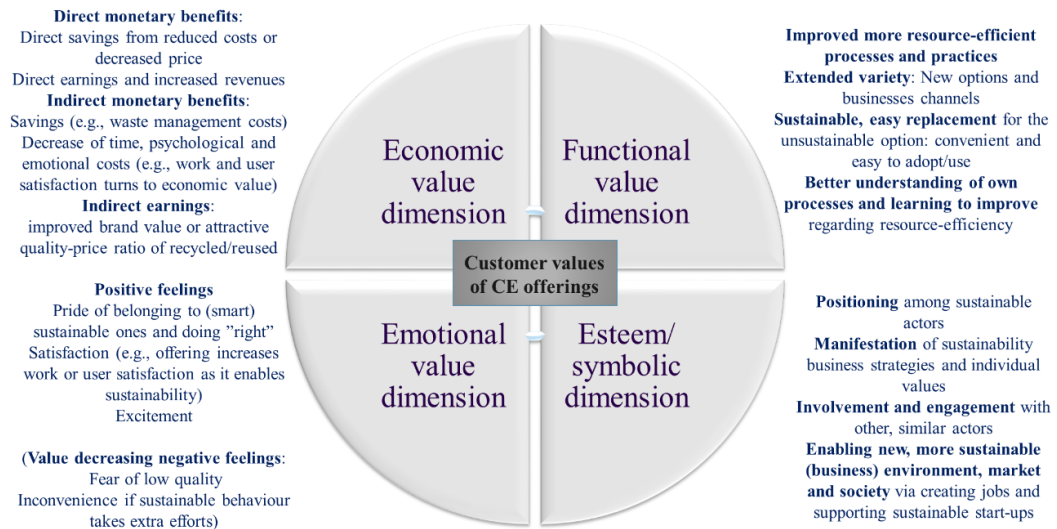 Direct monetary benefits:
Direct savings from reduced costs or
decreased price
Direct earnings and increased revenues
Indirect monetary benefits:
Savings (e.g., waste management costs)
Decrease of time, psychological and
emotional costs (e.g., work and user
satisfaction turns to economic value)
Indirect earnings:
improved brand value or attractive
quality-price ratio of recycled/reused
Economic
value
dimension
Functional
value
dimension
Improved more resource-efficient
processes and practices
Extended variety: New options and
businesses channels
Sustainable, easy replacement for the
unsustainable option: convenient and
easy to adopt/use
Better understanding of own
processes and learning to improve
regarding resource-efficiency
Customer values
of CE offerings
Positive feelings
Pride of belonging to (smart)
sustainable ones and doing ”right”
Satisfaction (e.g., offering increases
work or user satisfaction as it enables
sustainability)
Excitement
(Value decreasing negative feelings:
Fear of low quality
Inconvenience if sustainable behaviour
takes extra efforts)
Emotional
value
dimension
Esteem/
symbolic
dimension
Positioning among sustainable
actors
Manifestation of sustainability
business strategies and individual
values
Involvement and engagement with
other, similar actors
Enabling new, more sustainable
(business) environment, market
and society via creating jobs and
supporting sustainable start-ups